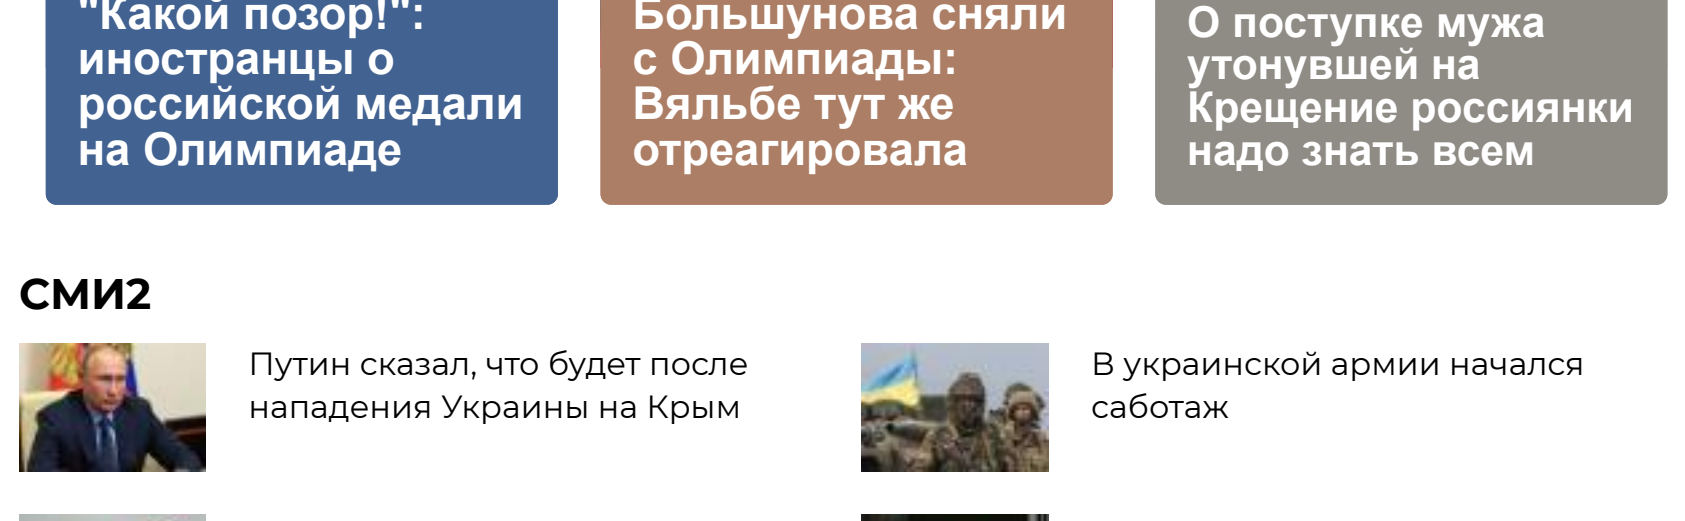 "Какой позор!":
иностранцы о
российской медали
на Олимпиаде
Большунова сняли
с Олимпиады:
Вяльбе тут же
отреагировала
О поступке мужа
утонувшей на
Крещение россиянки
надо знать всем
СМИ2
Путин сказал, что будет после
нападения Украины на Крым
В украинской армии начался
саботаж